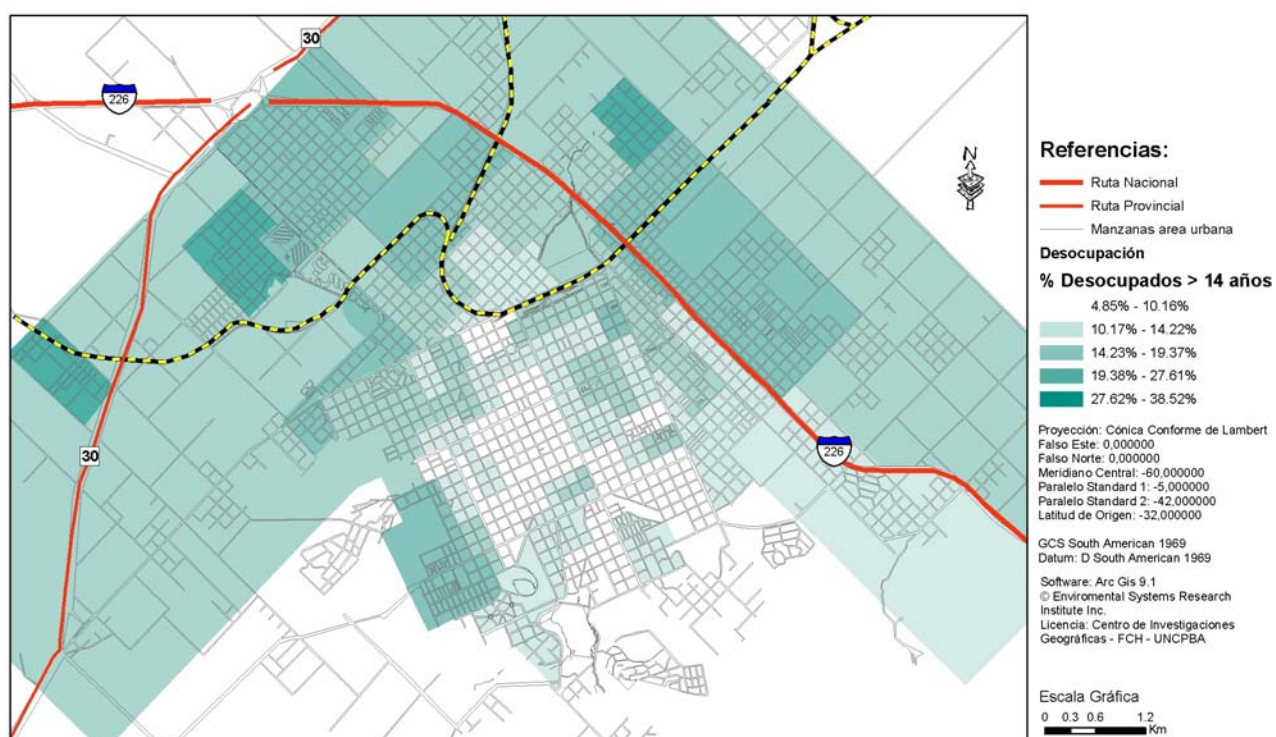 30
226
N
226
30
Referencias:
Ruta Nacional
Ruta Provincial
Manzanas area urbana
Desocupación
% Desocupados > 14 años
4.85% - 10.16%
10.17% - 14.22%
14.23% - 19.37%
19.38% - 27.61%
27.62% - 38.52%
Proyección: Cónica Conforme de Lambert
Falso Este: 0,000000
Falso Norte: 0,000000
Meridiano Central: -60,000000
Paralelo Standard 1: -5,000000
Paralelo Standard 2: -42,000000
Latitud de Origen: -32,000000
GCS South American 1969
Datum: D South American 1969
Software: Arc Gis 9.1
© Enviromental Systems Research
Institute Inc.
Licencia: Centro de Investigaciones
Geográficas - FCH - UNCPBA
Escala Gráfica
0 0.3 0.6 1.2
Km